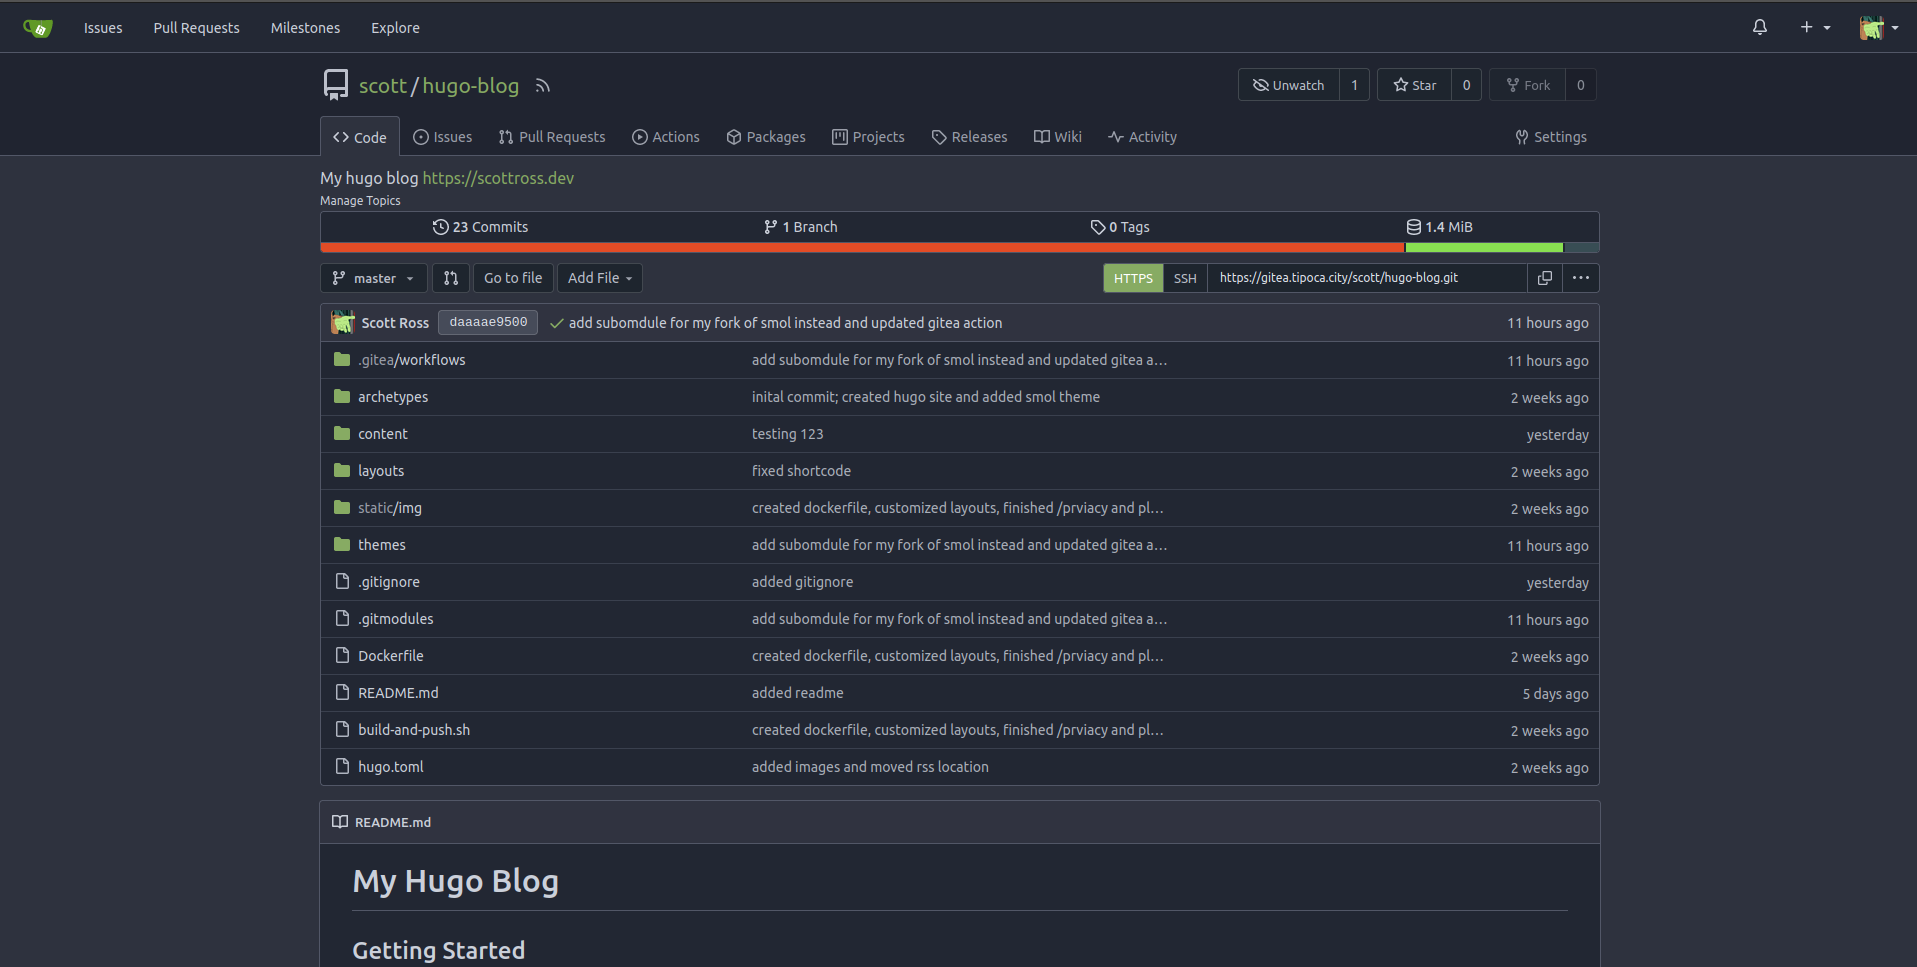 Issues Pull Requests Milestones Explore
scott/hugo-blog
Unwatch 1 Star 0 Fork 0
Code Issues Pull Requests Actions Packages Projects Releases Wiki Activity Settings
My hugo blog https://scottross.dev
Manage Topics
23 Commits 1 Branch 0 Tags 1.4 MiB
master Go to file Add File HTTPS SSH https://gitea.tipoca.city/scott/hugo-blog.git ...
Scott Ross daaaae9500 add subomdule for my fork of smol instead and updated gitea action 11 hours ago
.gitea/workflows add subomdule for my fork of smol instead and updated gitea a... 11 hours ago
archetypes inital commit; created hugo site and added smol theme 2 weeks ago
content testing 123 yesterday
layouts fixed shortcode 2 weeks ago
static/img created dockerfile, customized layouts, finished /prviacy and pl... 2 weeks ago
themes add subomdule for my fork of smol instead and updated gitea a... 11 hours ago
.gitignore added gitignore yesterday
.gitmodules add subomdule for my fork of smol instead and updated gitea a... 11 hours ago
Dockerfile created dockerfile, customized layouts, finished /prviacy and pl... 2 weeks ago
README.md added readme 5 days ago
build-and-push.sh created dockerfile, customized layouts, finished /prviacy and pl... 2 weeks ago
hugo.toml added images and moved rss location 2 weeks ago
README.md
My Hugo Blog
Getting Started